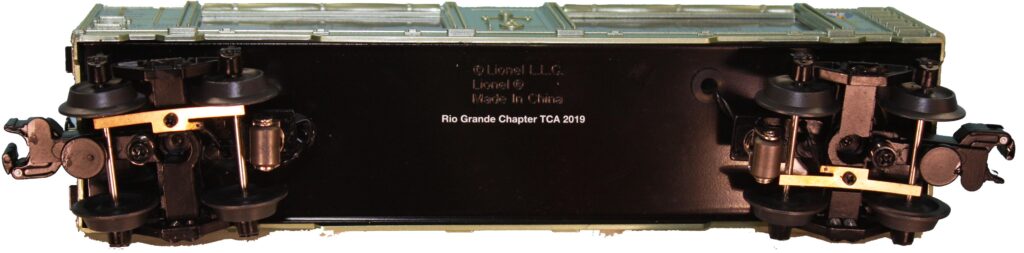 © Lionel L.L.C.
Lionel ®
Made In China
Rio Grande Chapter TCA 2019